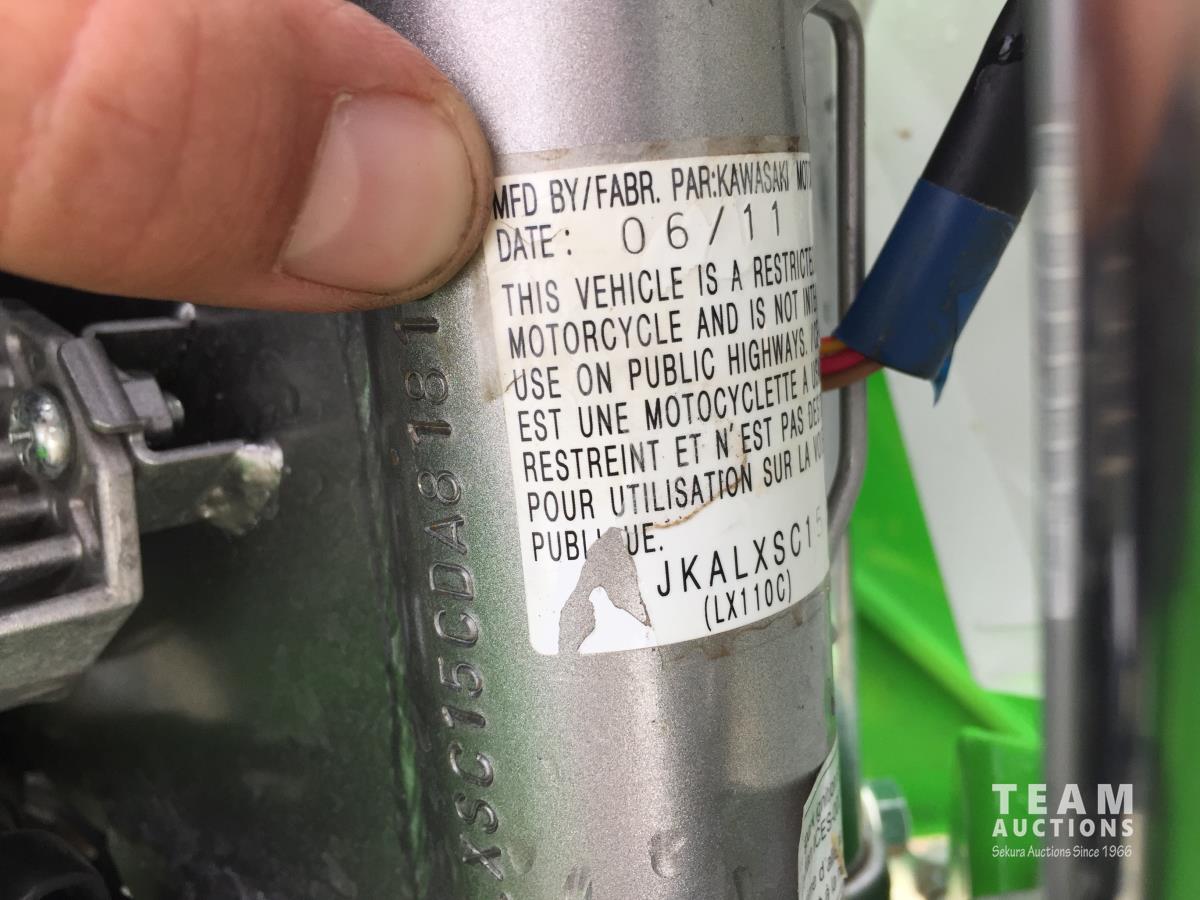 MFD BY/FABR. PAR:KAWASAKI
DATE: 06/11
THIS VEHICLE IS A
MOTORCYCLE AND IS NOT
USE ON PUBLIC HIGHWAYS.
EST UNE MOTOCYCLETTE A
RESTREINT ET N'EST PAS
POUR UTILISATION SUR LA
JKALXSC15
(LX110C)
XSC15CDA8181
TEAM
AUCTIONS
Sekura Auctions Since 1966